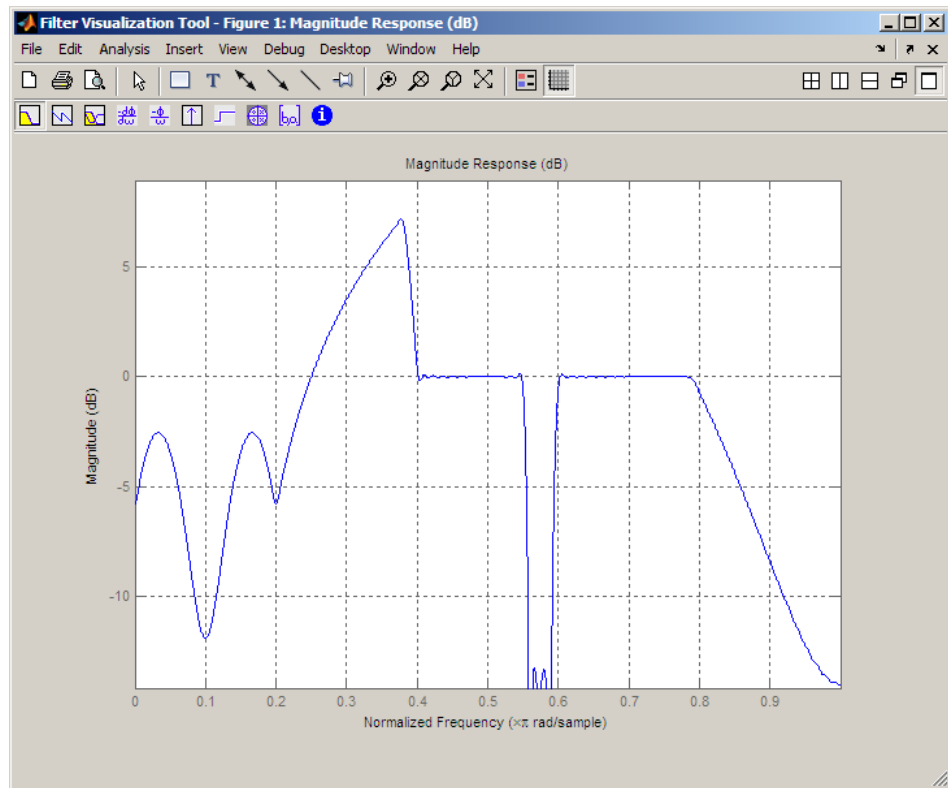 Filter Visualization Tool - Figure 1: Magnitude Response (dB)
File Edit Analysis Insert View Debug Desktop Window Help
T
[b,a] i
Magnitude Response (dB)
5
0
-5
-10
Magnitude (dB)
0 0.1 0.2 0.3 0.4 0.5 0.6 0.7 0.8 0.9
Normalized Frequency (×π rad/sample)